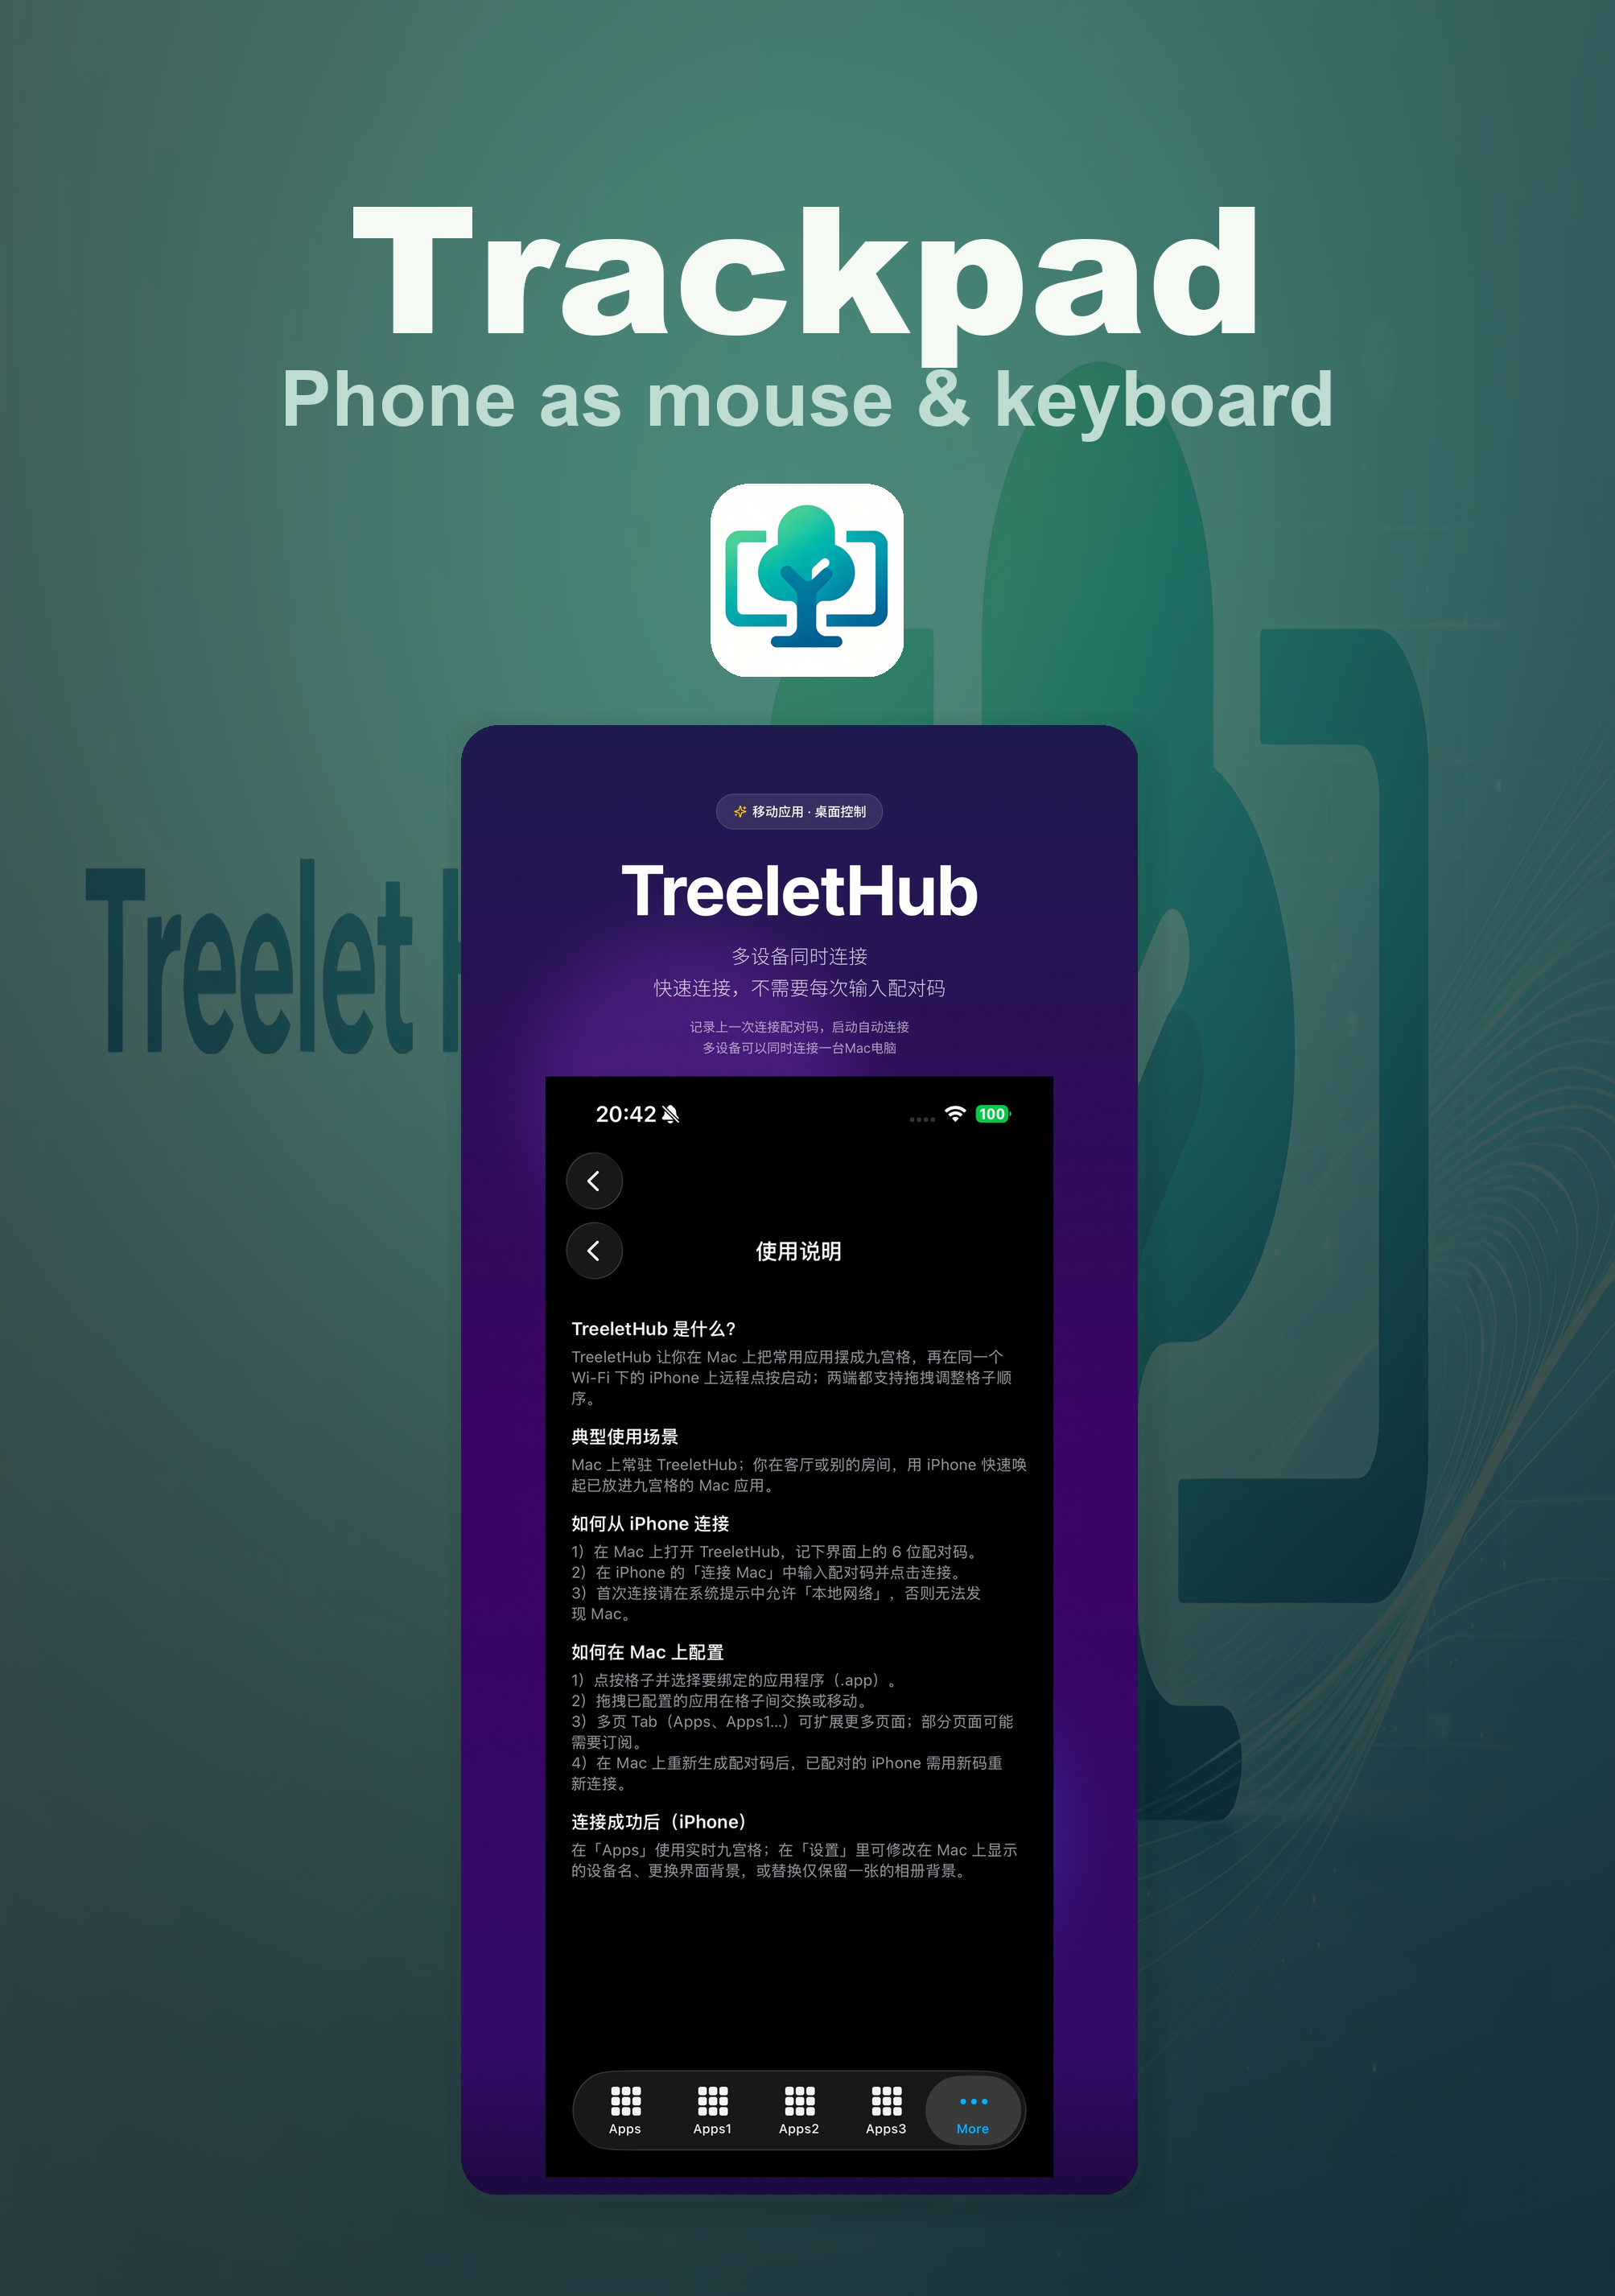 Trackpad
Phone as mouse & keyboard
Treelet H
移动应用 · 桌面控制
TreeletHub
多设备同时连接
快速连接，不需要每次输入配对码
记录上一次连接配对码，启动自动连接
多设备可以同时连接一台Mac电脑
20:42
100
使用说明
TreeletHub 是什么？
TreeletHub 让你在 Mac 上把常用应用摆成九宫格，再在同一个
Wi-Fi 下的 iPhone 上远程点按启动；两端都支持拖拽调整格子顺
序。
典型使用场景
Mac 上常驻 TreeletHub；你在客厅或别的房间，用 iPhone 快速唤
起已放进九宫格的 Mac 应用。
如何从 iPhone 连接
1）在 Mac 上打开 TreeletHub，记下界面上的 6 位配对码。
2）在 iPhone 的「连接 Mac」中输入配对码并点击连接。
3）首次连接请在系统提示中允许「本地网络」，否则无法发
现 Mac。
如何在 Mac 上配置
1）点按格子并选择要绑定的应用程序（.app）。
2）拖拽已配置的应用在格子间交换或移动。
3）多页 Tab（Apps、Apps1...）可扩展更多页面；部分页面可能
需要订阅。
4）在 Mac 上重新生成配对码后，已配对的 iPhone 需用新码重
新连接。
连接成功后（iPhone）
在「Apps」使用实时九宫格；在「设置」里可修改在 Mac 上显示
的设备名、更换界面背景，或替换仅保留一张的相册背景。
Apps
Apps1
Apps2
Apps3
More